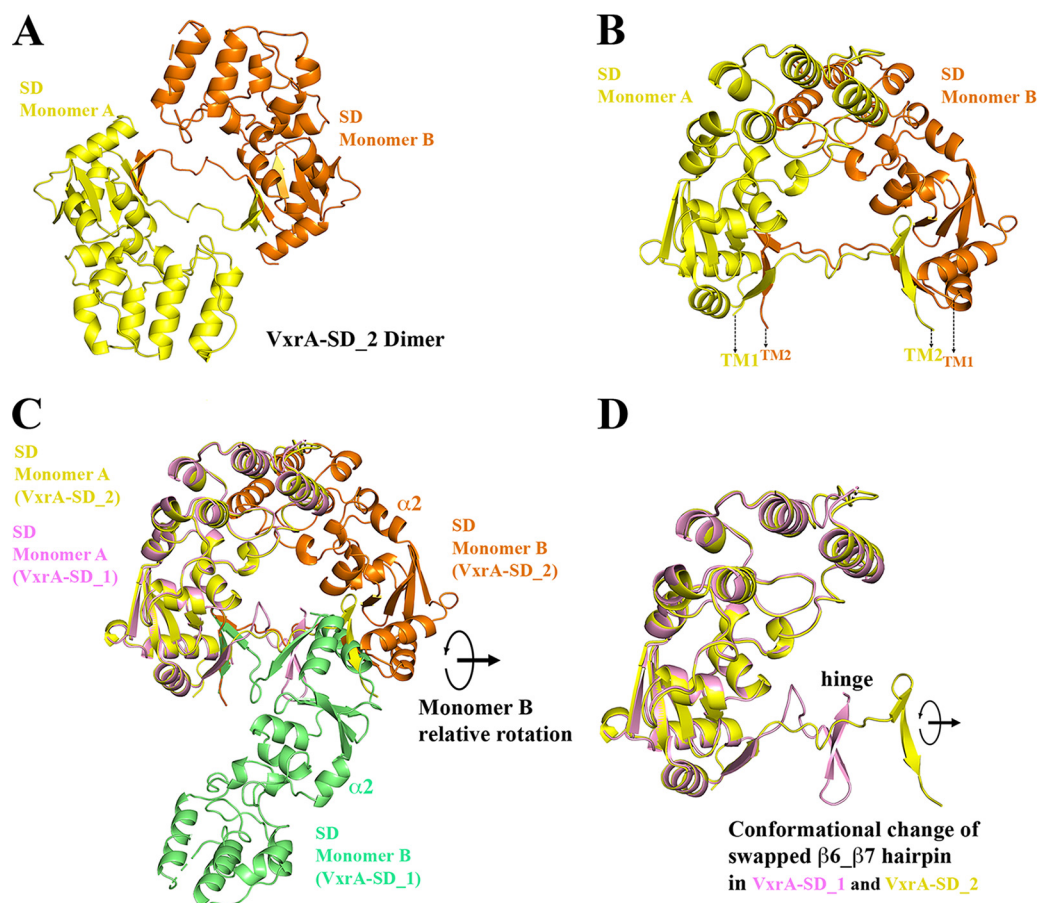 A
SD
Monomer A
SD
Monomer B
VxrA-SD_2 Dimer
B
SD
Monomer A
SD
Monomer B
TM1 TM2
TM2 TM1
C
SD
Monomer A
(VxrA-SD_2)
SD
Monomer A
(VxrA-SD_1)
α2
SD
Monomer B
(VxrA-SD_2)
Monomer B
relative rotation
α2
SD
Monomer B
(VxrA-SD_1)
D
hinge
Conformational change of
swapped β6_β7 hairpin
in VxrA-SD_1 and VxrA-SD_2